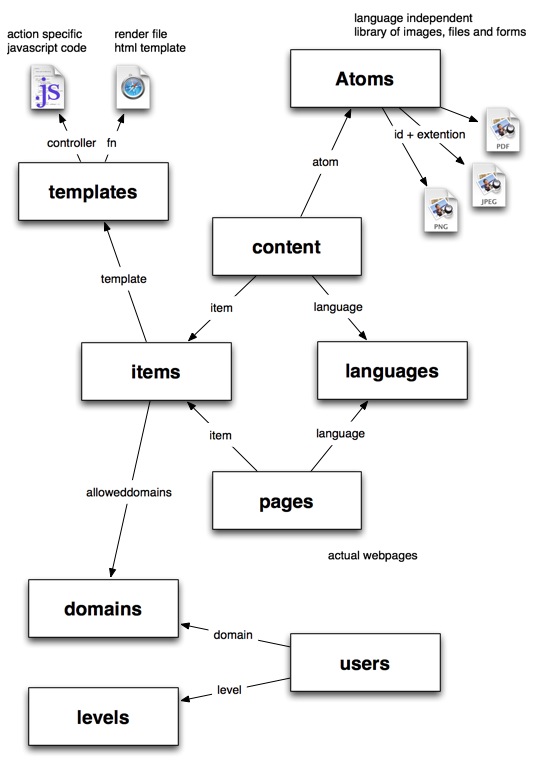 language independent
library of images, files and forms
action specific
javascript code
render file
html template
.js
Atoms
PDF
controller
fn
id + extention
JPEG
atom
templates
PNG
content
template
item
language
items
languages
item
language
alloweddomains
pages
actual webpages
domains
domain
users
level
levels